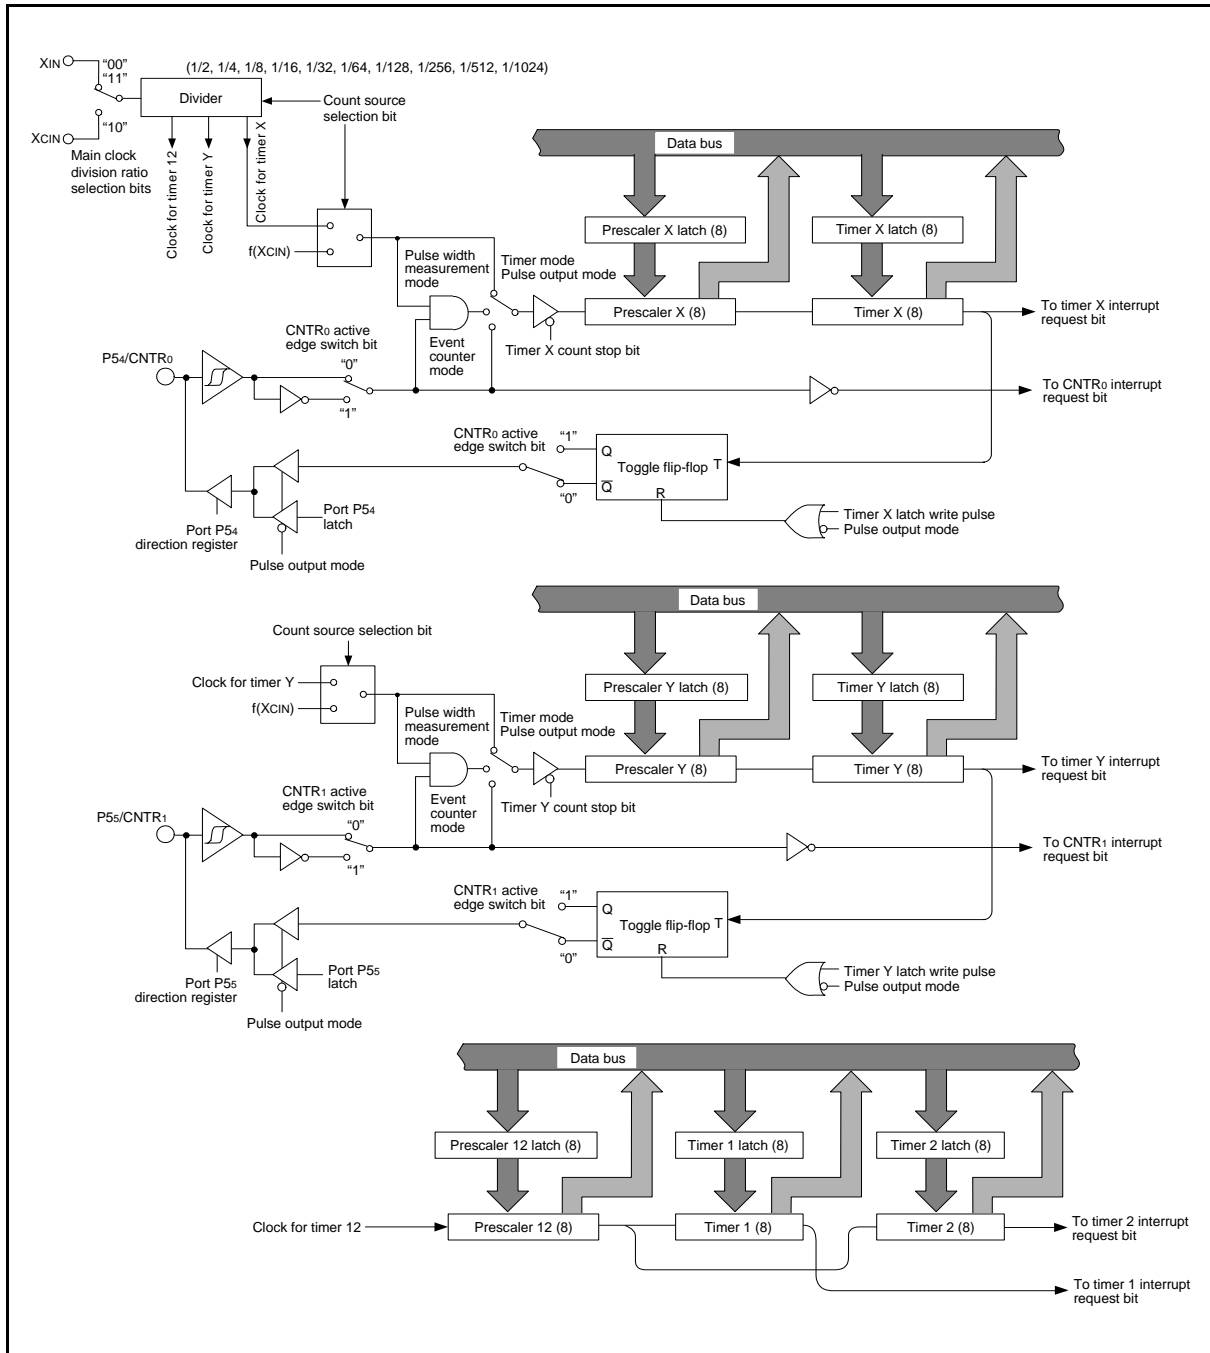 XIN
“00”
“11”
(1/2, 1/4, 1/8, 1/16, 1/32, 1/64, 1/128, 1/256, 1/512, 1/1024)
Divider
Count source
selection bit
“10”
XCIN
Main clock
division ratio
selection bits
Clock for timer 12
Clock for timer Y
Clock for timer X
f(XCIN)
Data bus
Prescaler X latch (8)
Timer X latch (8)
Pulse width
measurement
mode
Timer mode
Pulse output mode
Prescaler X (8)
Timer X (8)
To timer X interrupt
request bit
CNTR0 active
edge switch bit
Event
counter
mode
Timer X count stop bit
P54/CNTR0
“0”
“1”
To CNTR0 interrupt
request bit
CNTR0 active
edge switch bit
“1”
Q
Toggle flip-flop
T
Q
R
“0”
Port P54
latch
Port P54
direction register
Pulse output mode
Timer X latch write pulse
Pulse output mode
Data bus
Count source selection bit
Clock for timer Y
f(XCIN)
Prescaler Y latch (8)
Timer Y latch (8)
Pulse width
measurement
mode
Timer mode
Pulse output mode
Prescaler Y (8)
Timer Y (8)
To timer Y interrupt
request bit
CNTR1 active
edge switch bit
Event
counter
mode
Timer Y count stop bit
P55/CNTR1
“0”
“1”
To CNTR1 interrupt
request bit
CNTR1 active
edge switch bit
“1”
Q
Toggle flip-flop
T
Q
R
“0”
Port P55
latch
Port P55
direction register
Pulse output mode
Timer Y latch write pulse
Pulse output mode
Data bus
Prescaler 12 latch (8)
Timer 1 latch (8)
Timer 2 latch (8)
Clock for timer 12
Prescaler 12 (8)
Timer 1 (8)
Timer 2 (8)
To timer 2 interrupt
request bit
To timer 1 interrupt
request bit